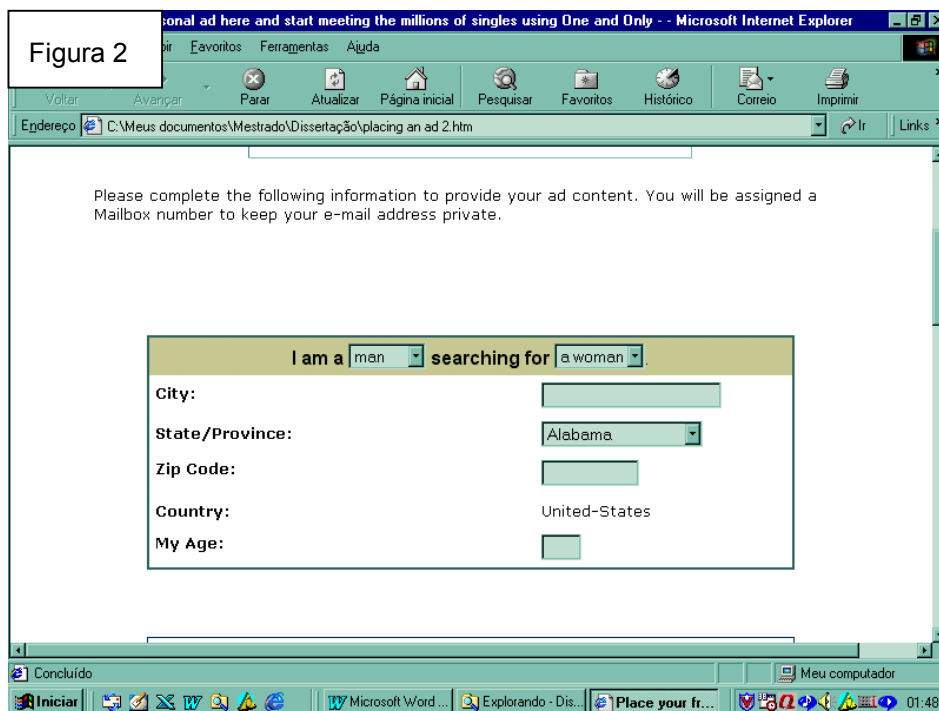 Figura 2
sonal ad here and start meeting the millions of singles using One and Only - - Microsoft Internet Explorer
Favoritos Ferramentas Ajuda
Voltar Avançar Parar Atualizar Página inicial Pesquisar Favoritos Histórico Correio Imprimir
Endereço C:\Meus documentos\Mestrado\Dissertação\placing an ad 2.htm Ir Links
Please complete the following information to provide your ad content. You will be assigned a
Mailbox number to keep your e-mail address private.
I am a man searching for a woman.
City:
State/Province: Alabama
Zip Code:
Country: United-States
My Age:
Concluído Meu computador
Iniciar Microsoft Word ... Explorando - Dis... Place your fr... 01:48